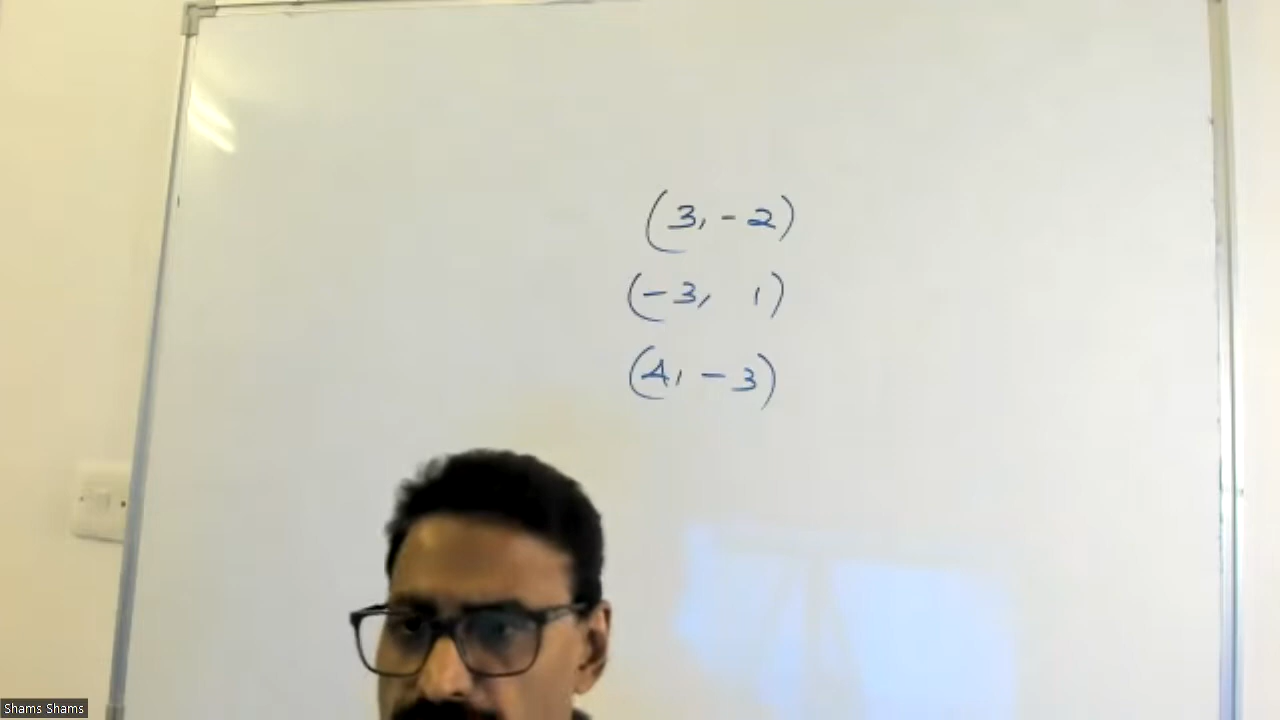 (3, - 2)
(- 3, 1)
(4, - 3)
Shams Shams